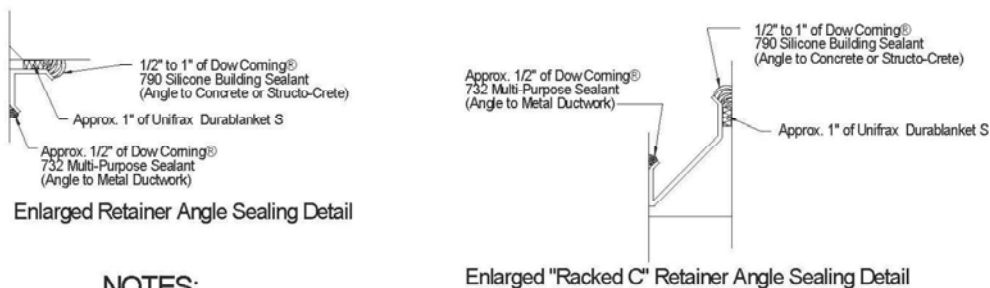 1/2" to 1" of Dow Corning®
790 Silicone Building Sealant
(Angle to Concrete or Structo-Crete)
Approx. 1" of Unifrax Durablanket S
Approx. 1/2" of Dow Corning®
732 Multi-Purpose Sealant
(Angle to Metal Ductwork)
Enlarged Retainer Angle Sealing Detail
NOTES:
1/2" to 1" of Dow Corning®
790 Silicone Building Sealant
(Angle to Concrete or Structo-Crete)
Approx. 1/2" of Dow Corning®
732 Multi-Purpose Sealant
(Angle to Metal Ductwork)
Approx. 1" of Unifrax Durablanket S
Enlarged "Racked C" Retainer Angle Sealing Detail